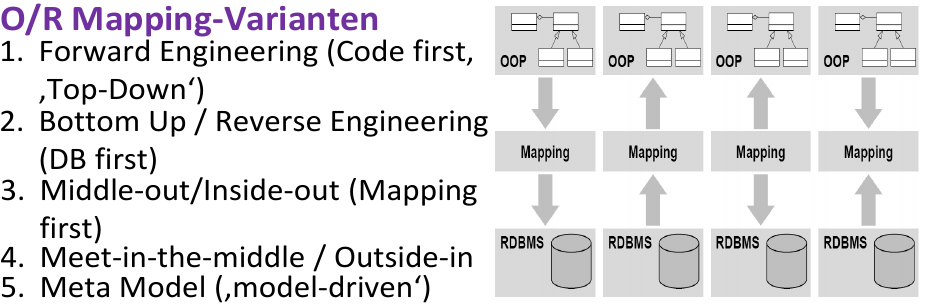 O/R Mapping-Varianten
1. Forward Engineering (Code first,
‚Top-Down‘)
2. Bottom Up / Reverse Engineering
(DB first)
3. Middle-out/Inside-out (Mapping
first)
4. Meet-in-the-middle / Outside-in
5. Meta Model (‚model-driven‘)
OOP OOP OOP OOP
Mapping Mapping Mapping Mapping
RDBMS RDBMS RDBMS RDBMS